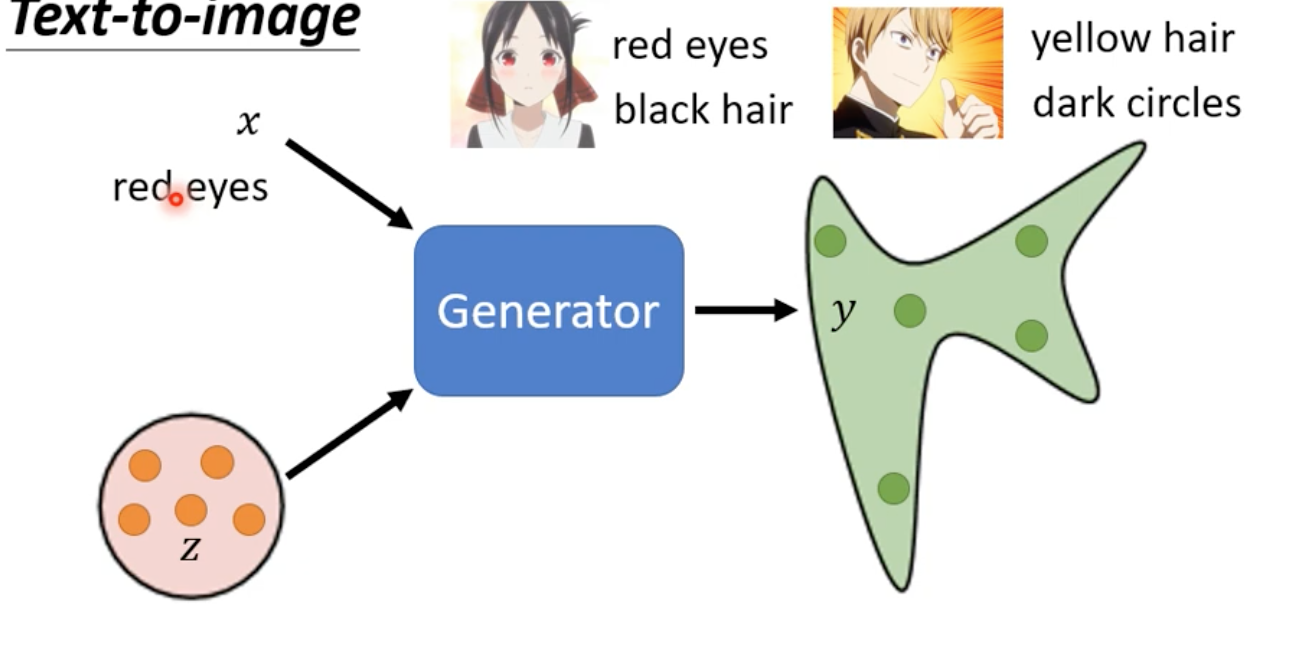 Text-to-image
red eyes
black hair
yellow hair
dark circles
x
red eyes
Generator
y
z